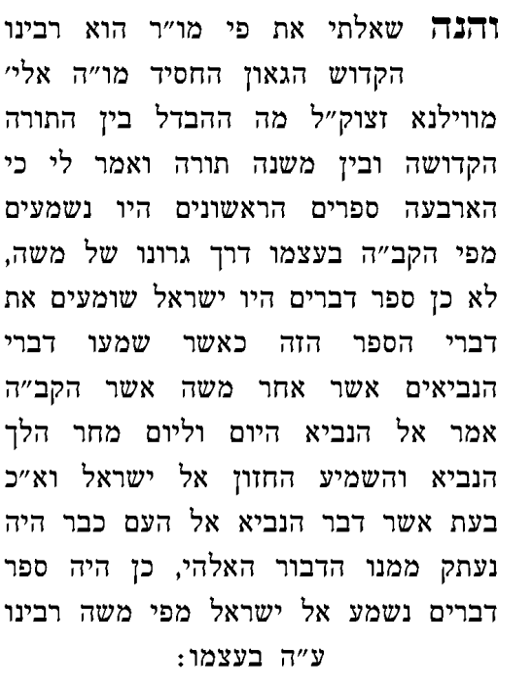 והנה שאלתי את פי מו״ר הוא רבינו
הקדוש הגאון החסיד מו״ה אלי׳
מווילנא זצוק״ל מה ההבדל בין התורה
הקדושה ובין משנה תורה ואמר לי כי
הארבעה ספרים הראשונים היו נשמעים
מפי הקב״ה בעצמו דרך גרונו של משה,
לא כן ספר דברים היו ישראל שומעים את
דברי הספר הזה כאשר שמעו דברי
הנביאים אשר אחר משה אשר הקב״ה
אמר אל הנביא היום וליום מחר הלך
הנביא והשמיע החזון אל ישראל וא״כ
בעת אשר דבר הנביא אל העם כבר היה
נעתק ממנו הדבור האלהי, כן היה ספר
דברים נשמע אל ישראל מפי משה רבינו
ע״ה בעצמו: